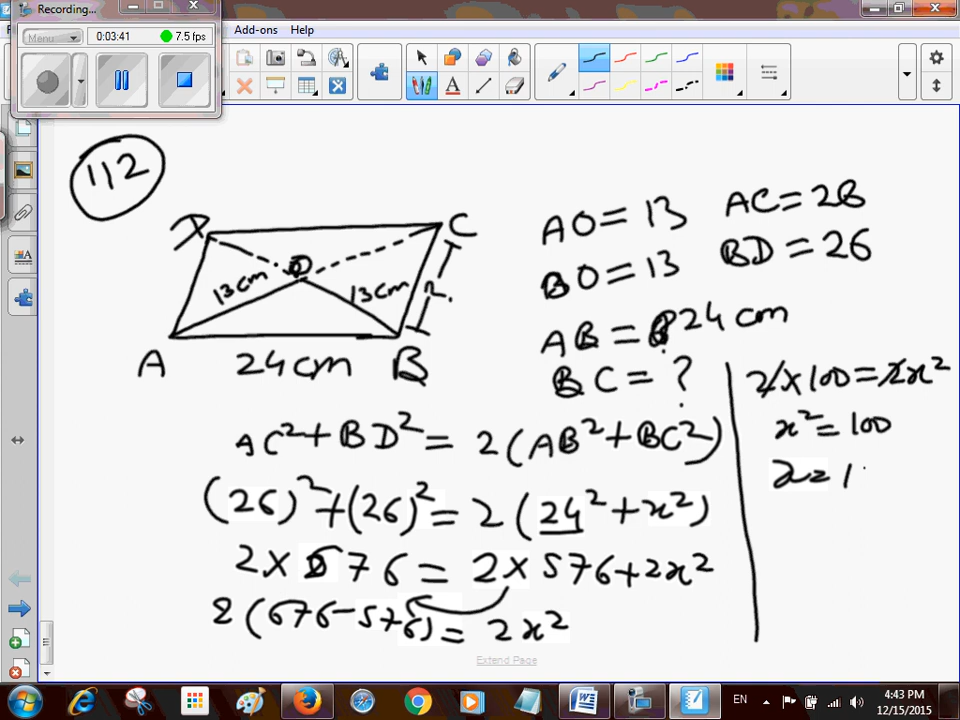 Recording...
Menu
0:03:41
7.5 fps
Add-ons Help
112
D
C
O
13cm
13cm
A
24cm
B
AO = 13 AC = 26
BO = 13 BD = 26
AB = 24 cm
BC = ?
AC² + BD² = 2(AB² + BC²)
(26)² + (26)² = 2(24² + x²)
2 × 676 = 2 × 576 + 2x²
2(676 - 576) = 2x²
2 × 100 = 2x²
x² = 100
x = 1
Extend Page
EN
4:43 PM
12/15/2015